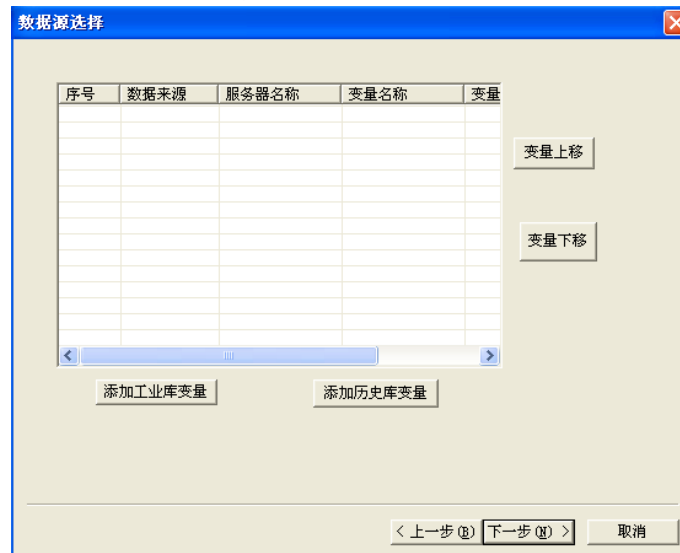 数据源选择
序号 数据来源 服务器名称 变量名称 变量
变量上移
变量下移
添加工业库变量 添加历史库变量
< 上一步(B) 下一步(N) > 取消